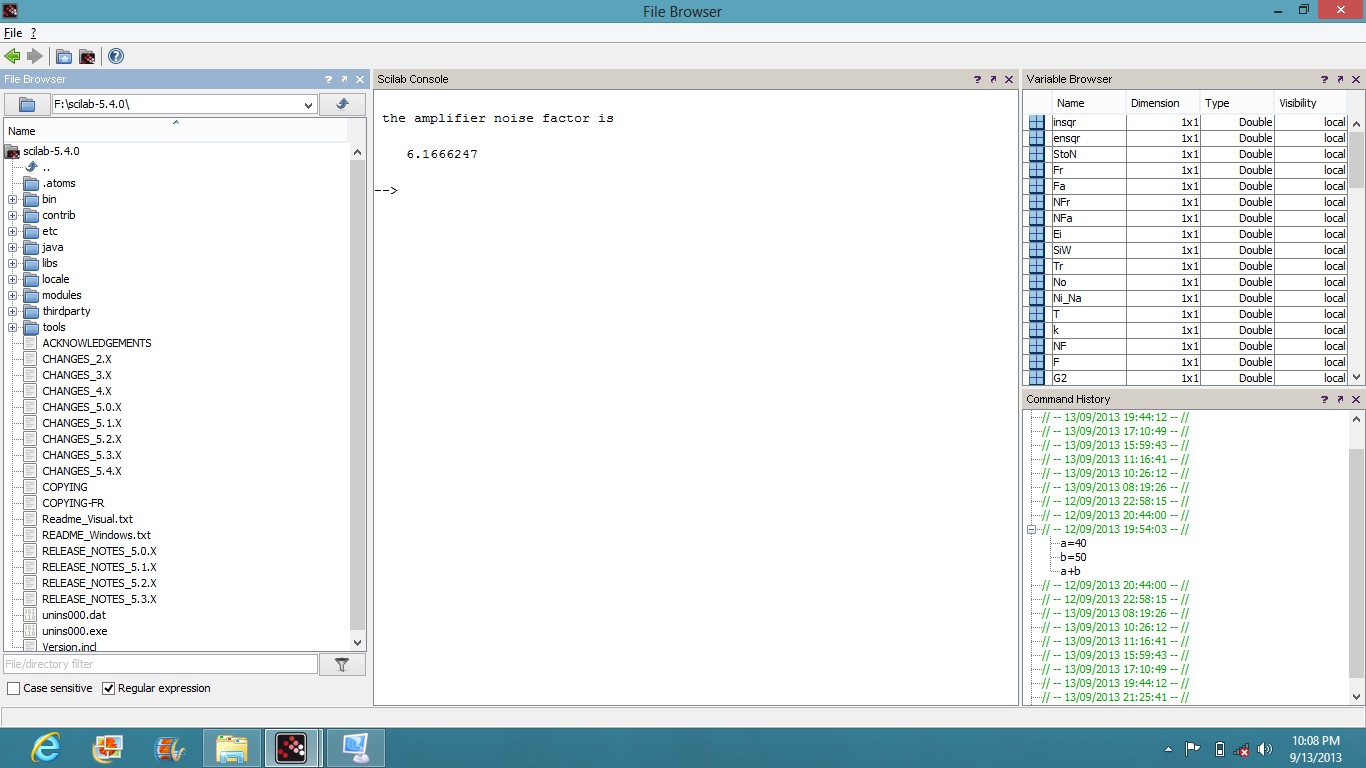 File Browser
File ?
File Browser
F:\scilab-5.4.0\
Name
scilab-5.4.0
..
.atoms
bin
contrib
etc
java
libs
locale
modules
thirdparty
tools
ACKNOWLEDGEMENTS
CHANGES_2.X
CHANGES_3.X
CHANGES_4.X
CHANGES_5.0.X
CHANGES_5.1.X
CHANGES_5.2.X
CHANGES_5.3.X
CHANGES_5.4.X
COPYING
COPYING-FR
Readme_Visual.txt
README_Windows.txt
RELEASE_NOTES_5.0.X
RELEASE_NOTES_5.1.X
RELEASE_NOTES_5.2.X
RELEASE_NOTES_5.3.X
unins000.dat
unins000.exe
Version.incl
File/directory filter
Case sensitive Regular expression
Scilab Console
the amplifier noise factor is
6.1666247
-->
Variable Browser
Name Dimension Type Visibility
insqr 1x1 Double local
ensqr 1x1 Double local
StoN 1x1 Double local
Fr 1x1 Double local
Fa 1x1 Double local
NFr 1x1 Double local
NFa 1x1 Double local
Ei 1x1 Double local
SiW 1x1 Double local
Tr 1x1 Double local
No 1x1 Double local
Ni_Na 1x1 Double local
T 1x1 Double local
k 1x1 Double local
NF 1x1 Double local
F 1x1 Double local
G2 1x1 Double local
Command History
// -- 13/09/2013 19:44:12 -- //
// -- 13/09/2013 17:10:49 -- //
// -- 13/09/2013 15:59:43 -- //
// -- 13/09/2013 11:16:41 -- //
// -- 13/09/2013 10:26:12 -- //
// -- 13/09/2013 08:19:26 -- //
// -- 12/09/2013 22:58:15 -- //
// -- 12/09/2013 20:44:00 -- //
// -- 12/09/2013 19:54:03 -- //
a=40
b=50
a+b
// -- 12/09/2013 20:44:00 -- //
// -- 12/09/2013 22:58:15 -- //
// -- 13/09/2013 08:19:26 -- //
// -- 13/09/2013 10:26:12 -- //
// -- 13/09/2013 11:16:41 -- //
// -- 13/09/2013 15:59:43 -- //
// -- 13/09/2013 17:10:49 -- //
// -- 13/09/2013 19:44:12 -- //
// -- 13/09/2013 21:25:41 -- //
10:08 PM
9/13/2013